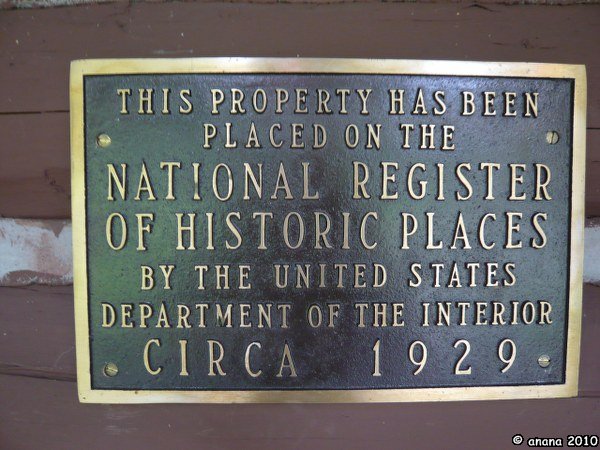 THIS PROPERTY HAS BEEN
PLACED ON THE
NATIONAL REGISTER
OF HISTORIC PLACES
BY THE UNITED STATES
DEPARTMENT OF THE INTERIOR
CIRCA 1929
© anana 2010